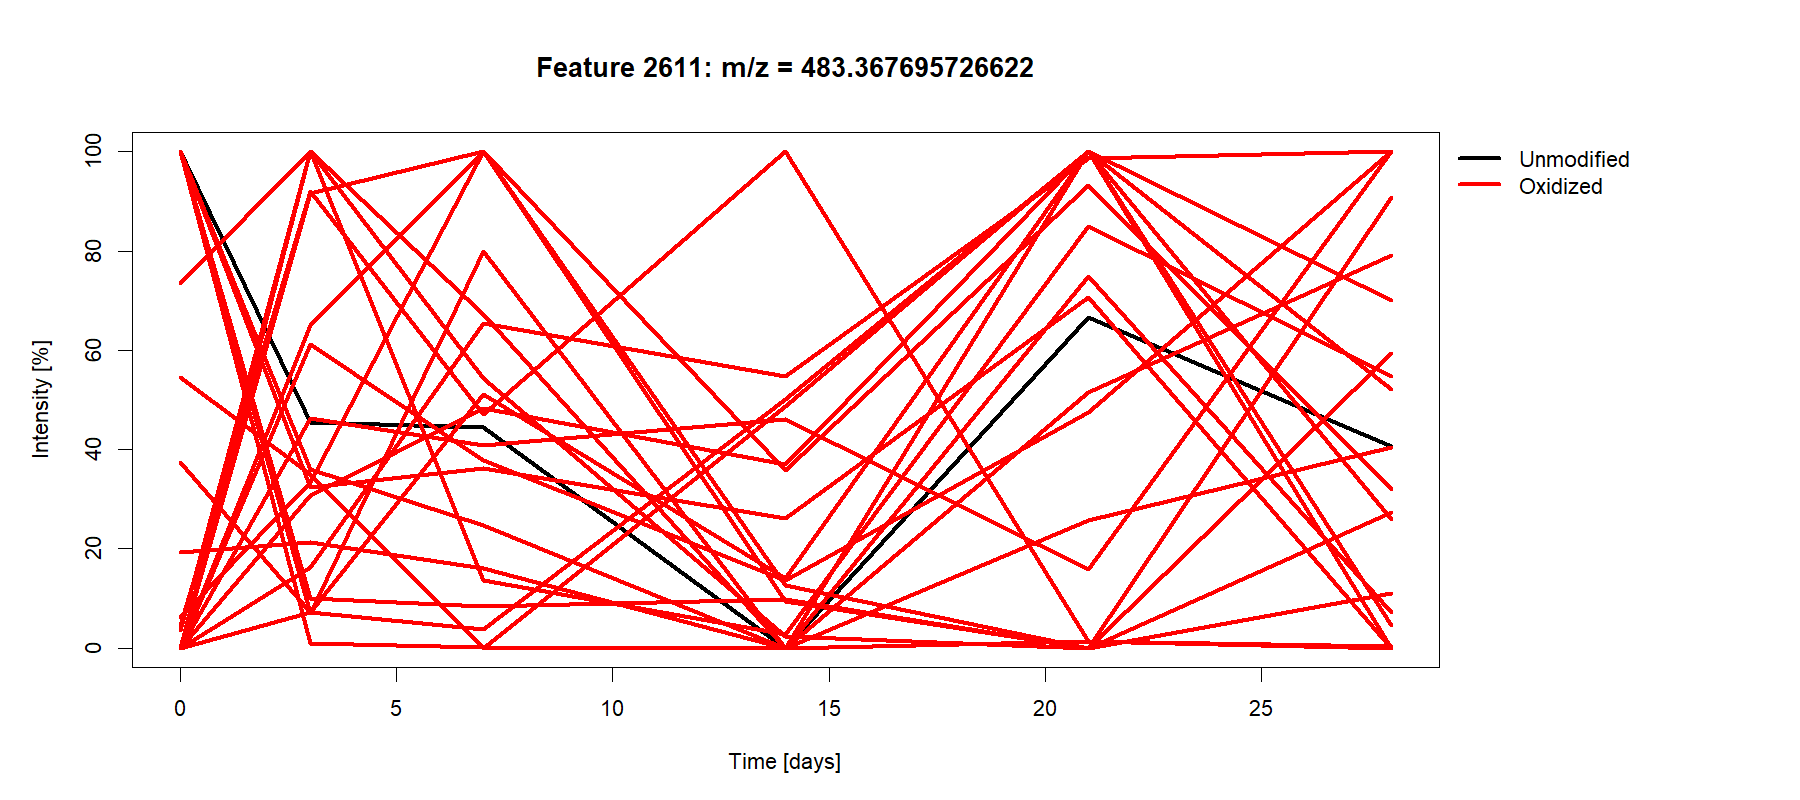 Feature 2611: m/z = 483.367695726622
Unmodified
Oxidized
Intensity [%]
100
80
60
40
20
0
0 5 10 15 20 25
Time [days]